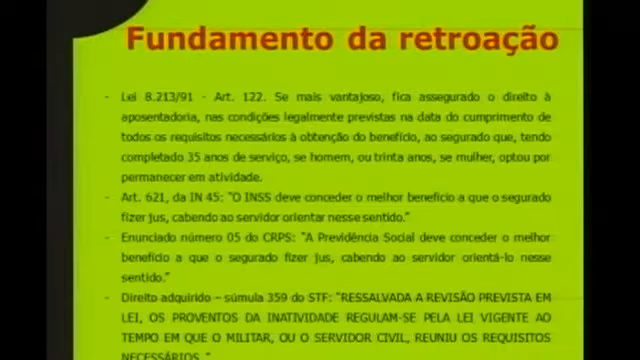 Fundamento da retroação
- Lei 8.213/91 - Art. 122. Se mais vantajoso, fica assegurado o direito à
aposentadoria, nas condições legalmente previstas na data do cumprimento de
todos os requisitos necessários à obtenção do benefício, ao segurado que, tendo
completado 35 anos de serviço, se homem, ou trinta anos, se mulher, optou por
permanecer em atividade.
- Art. 621, da IN 45: "O INSS deve conceder o melhor benefício a que o segurado
fizer jus, cabendo ao servidor orientar nesse sentido."
- Enunciado número 05 do CRPS: "A Previdência Social deve conceder o melhor
benefício a que o segurado fizer jus, cabendo ao servidor orientá-lo nesse
sentido."
- Direito adquirido – súmula 359 do STF: "RESSALVADA A REVISÃO PREVISTA EM
LEI, OS PROVENTOS DA INATIVIDADE REGULAM-SE PELA LEI VIGENTE AO
TEMPO EM QUE O MILITAR, OU O SERVIDOR CIVIL, REUNIU OS REQUISITOS
NECESSÁRIOS."